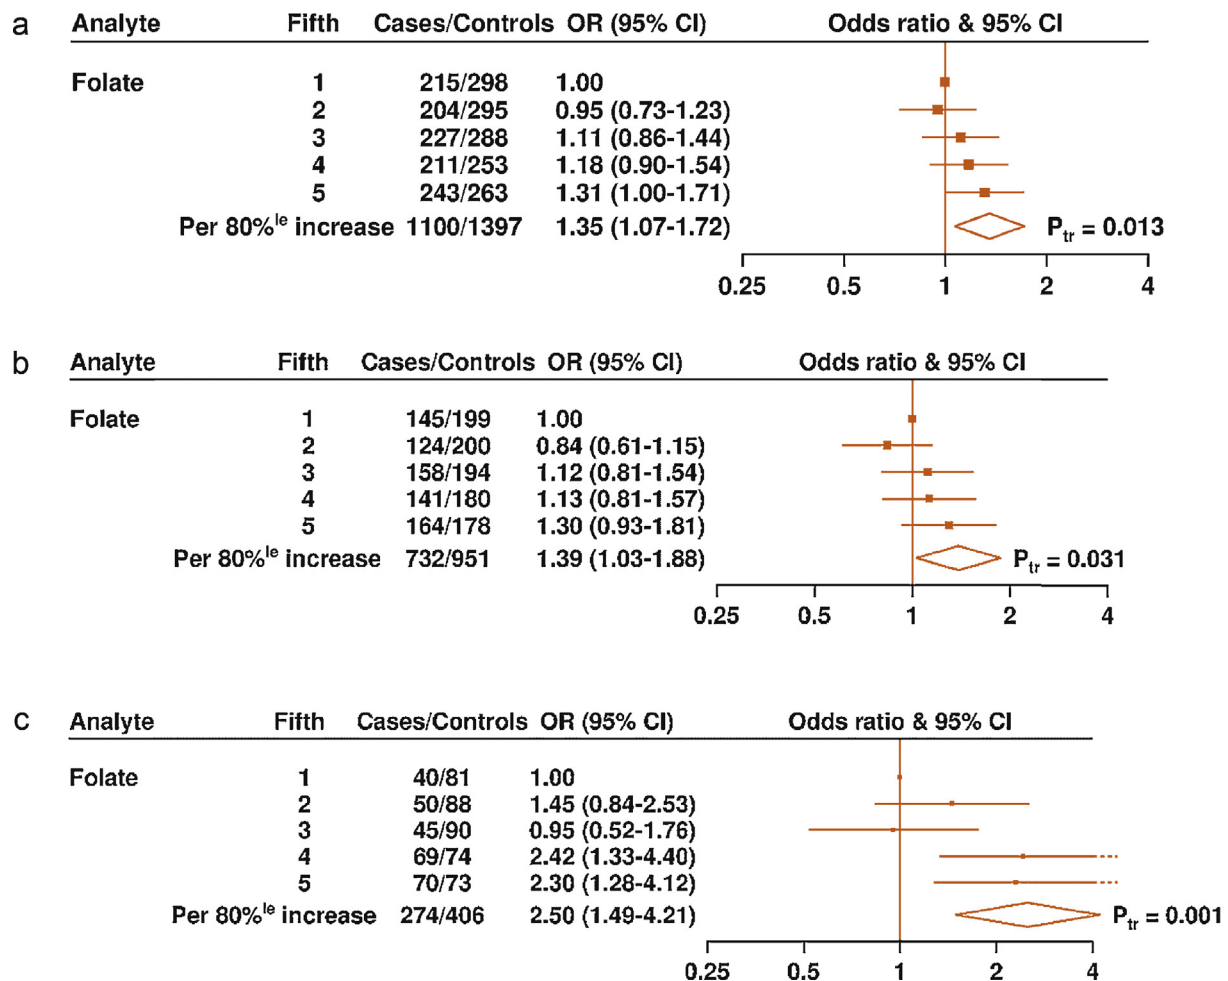 a Analyte Fifth Cases/Controls OR (95% CI) Odds ratio & 95% CI
Folate 1 215/298 1.00
2 204/295 0.95 (0.73-1.23)
3 227/288 1.11 (0.86-1.44)
4 211/253 1.18 (0.90-1.54)
5 243/263 1.31 (1.00-1.71)
Per 80%le increase 1100/1397 1.35 (1.07-1.72) Ptr = 0.013
0.25 0.5 1 2 4
b Analyte Fifth Cases/Controls OR (95% CI) Odds ratio & 95% CI
Folate 1 145/199 1.00
2 124/200 0.84 (0.61-1.15)
3 158/194 1.12 (0.81-1.54)
4 141/180 1.13 (0.81-1.57)
5 164/178 1.30 (0.93-1.81)
Per 80%le increase 732/951 1.39 (1.03-1.88) Ptr = 0.031
0.25 0.5 1 2 4
c Analyte Fifth Cases/Controls OR (95% CI) Odds ratio & 95% CI
Folate 1 40/81 1.00
2 50/88 1.45 (0.84-2.53)
3 45/90 0.95 (0.52-1.76)
4 69/74 2.42 (1.33-4.40)
5 70/73 2.30 (1.28-4.12)
Per 80%le increase 274/406 2.50 (1.49-4.21) Ptr = 0.001
0.25 0.5 1 2 4